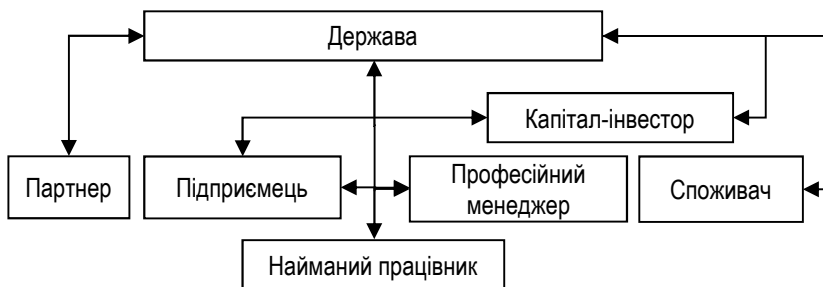 Держава
Капітал-інвестор
Партнер
Підприємець
Професійний
менеджер
Споживач
Найманий працівник